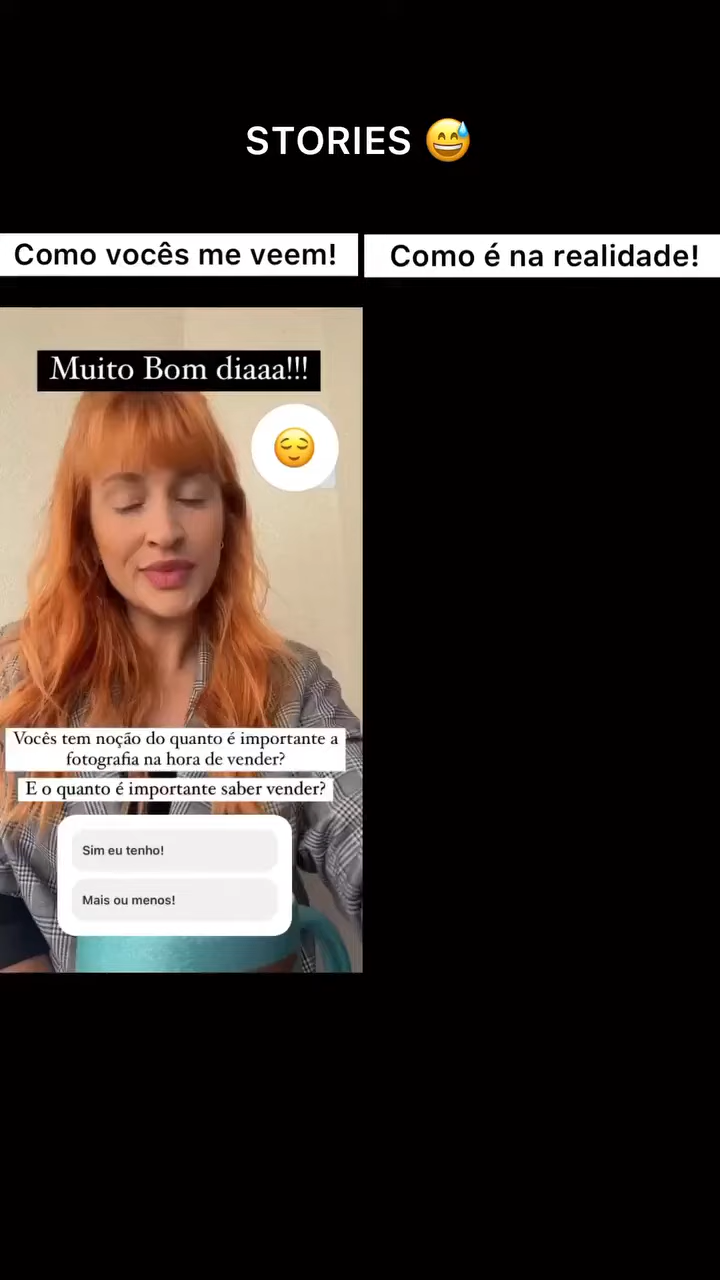 STORIES 😅
Como vocês me veem!
Como é na realidade!
Muito Bom diaaa!!!
Vocês tem noção do quanto é importante a
fotografia na hora de vender?
E o quanto é importante saber vender?
Sim eu tenho!
Mais ou menos!